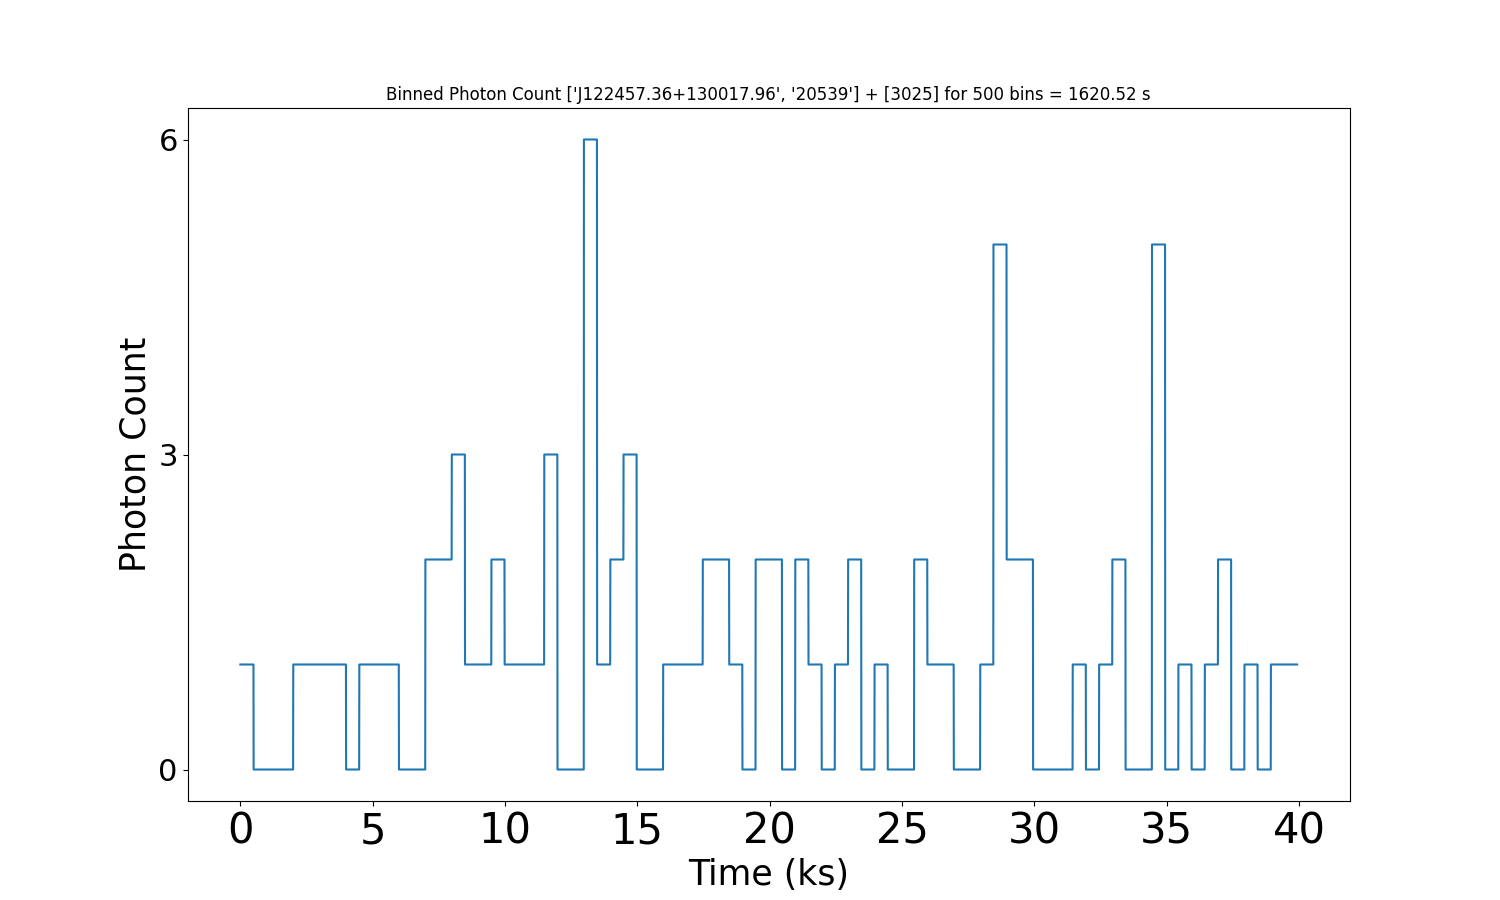 Binned Photon Count ['J122457.36+130017.96', '20539'] + [3025] for 500 bins = 1620.52 s
6
3
0
Photon Count
0 5 10 15 20 25 30 35 40
Time (ks)